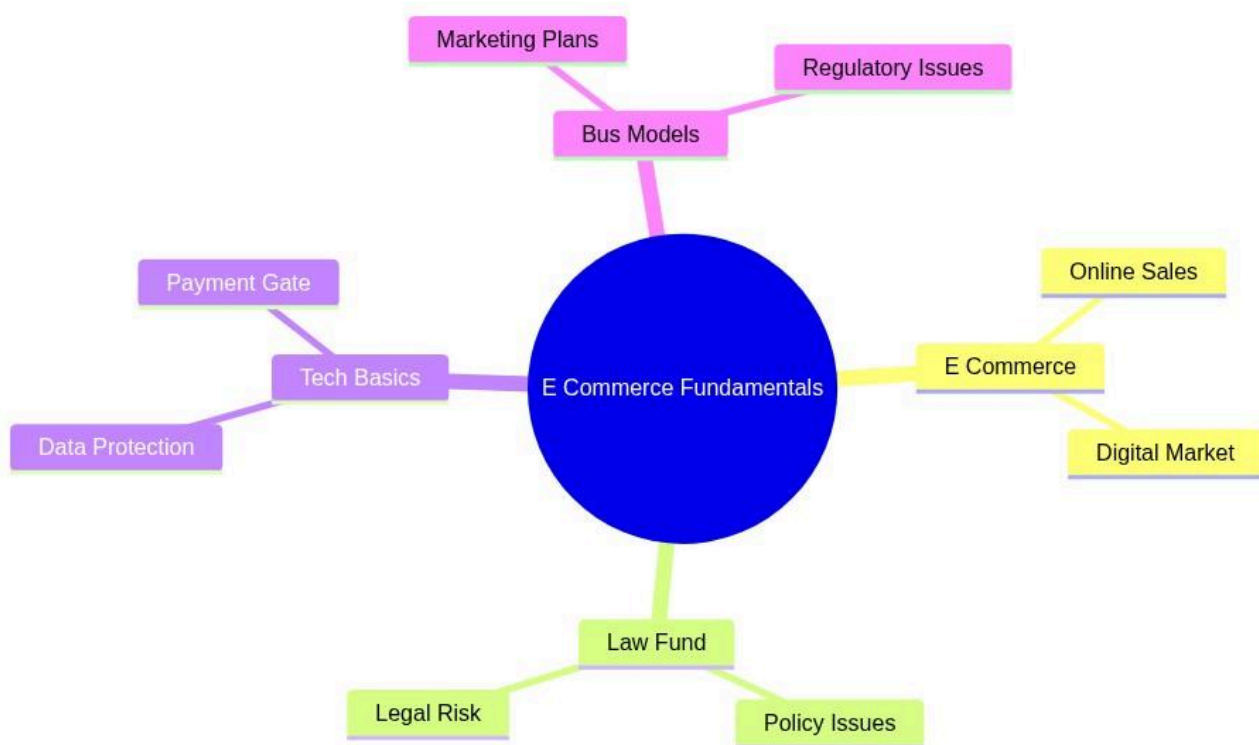 Marketing Plans
Regulatory Issues
Bus Models
Online Sales
Payment Gate
E Commerce
Tech Basics
E Commerce Fundamentals
Data Protection
Digital Market
Law Fund
Legal Risk
Policy Issues